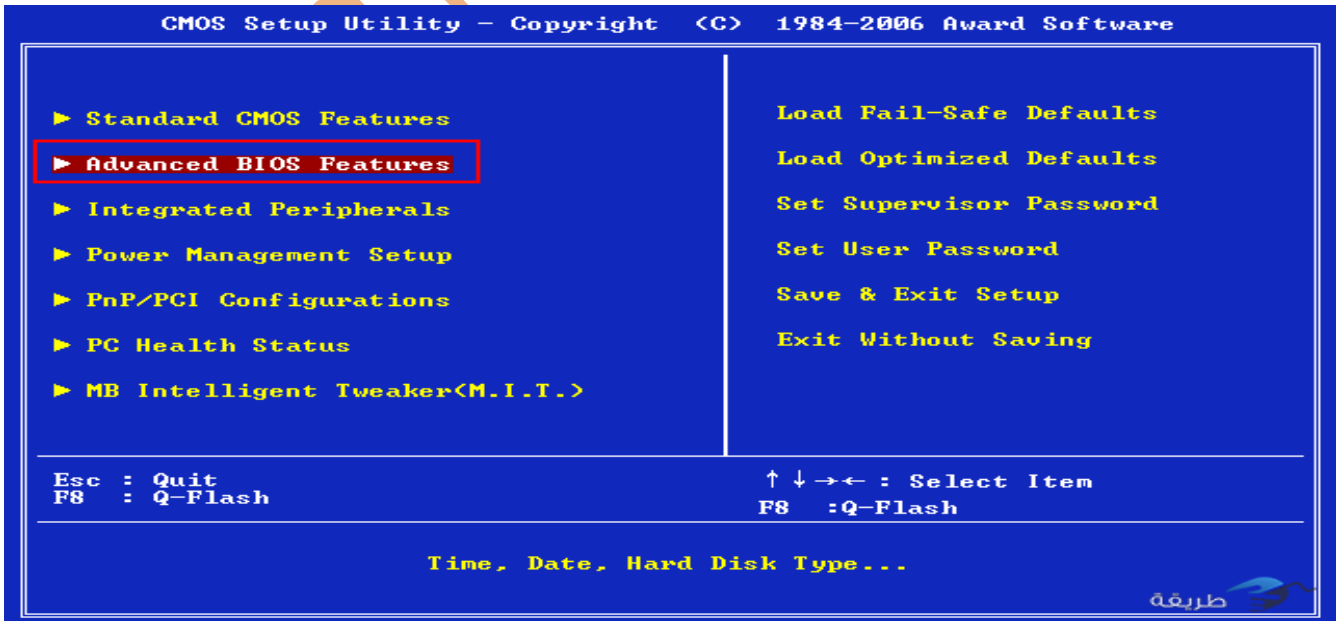 CMOS Setup Utility - Copyright (C) 1984-2006 Award Software
► Standard CMOS Features
► Advanced BIOS Features
► Integrated Peripherals
► Power Management Setup
► PnP/PCI Configurations
► PC Health Status
► MB Intelligent Tweaker(M.I.T.)
Load Fail-Safe Defaults
Load Optimized Defaults
Set Supervisor Password
Set User Password
Save & Exit Setup
Exit Without Saving
Esc : Quit
F8 : Q-Flash
↑↓→← : Select Item
F8 :Q-Flash
Time, Date, Hard Disk Type...
طريقة